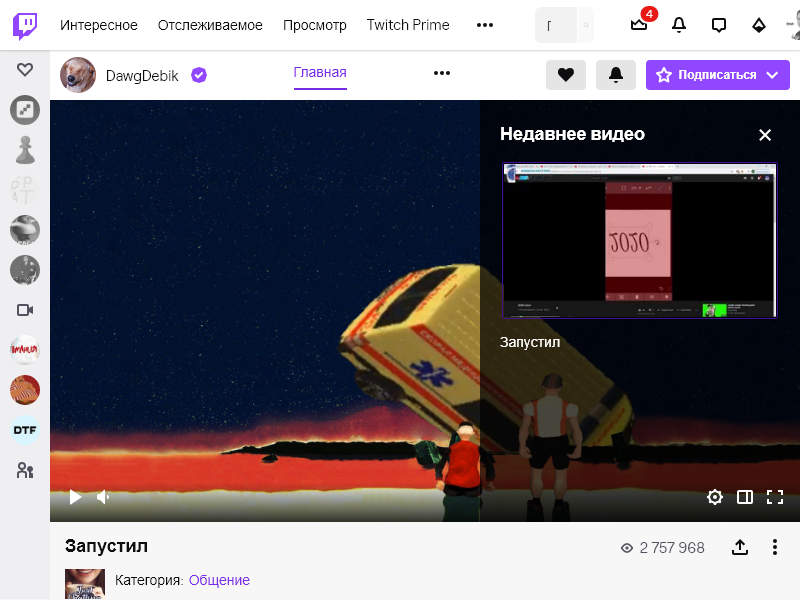 Интересное Отслеживаемое Просмотр Twitch Prime
4
DawgDebik Главная Подписаться
Недавнее видео
2020
Запустил
DTF
Запустил
2 757 968
Категория: Общение